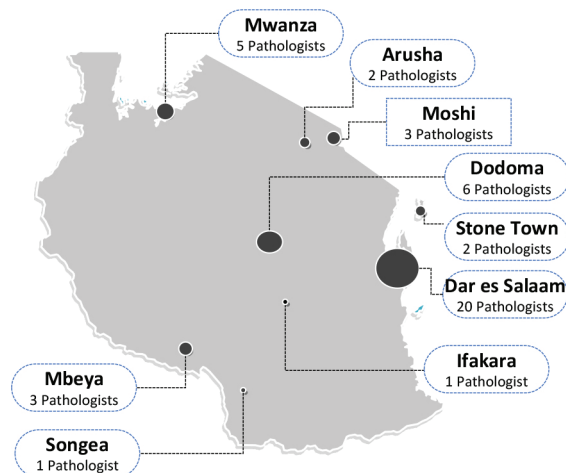 Mwanza
5 Pathologists
Arusha
2 Pathologists
Moshi
3 Pathologists
Dodoma
6 Pathologists
Stone Town
2 Pathologists
Dar es Salaam
20 Pathologists
Ifakara
1 Pathologist
Mbeya
3 Pathologists
Songea
1 Pathologist